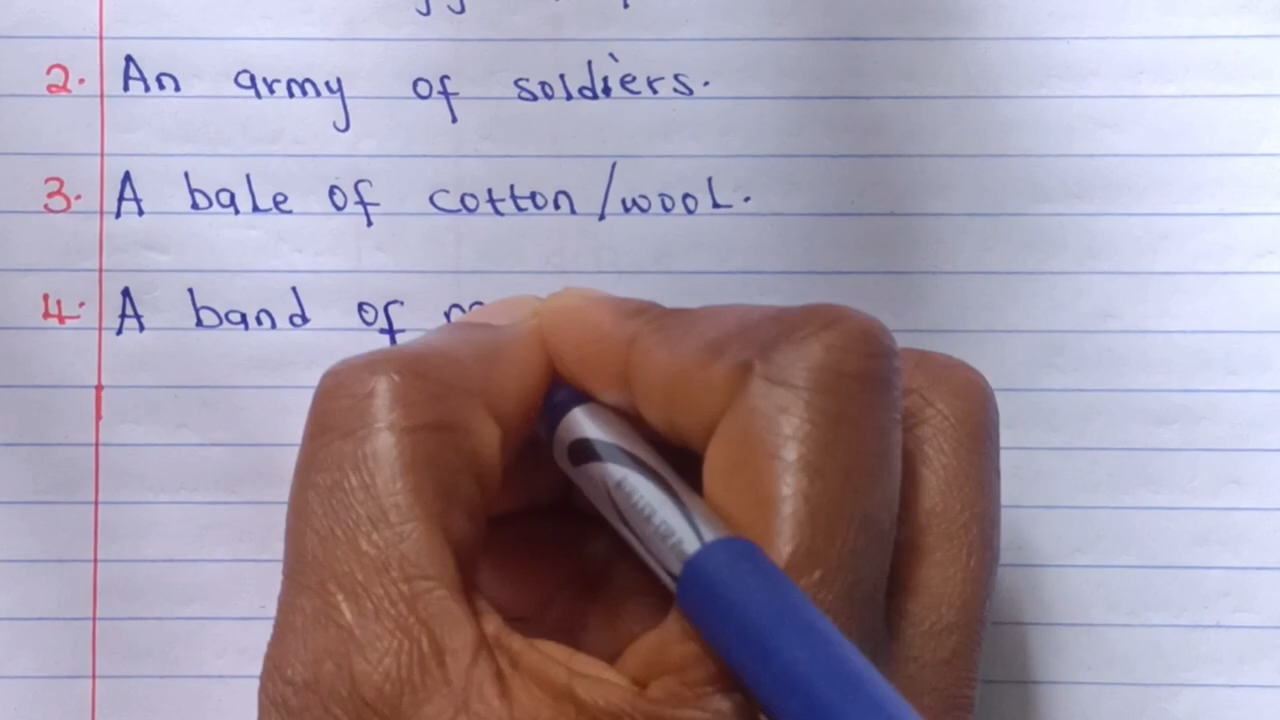 2. An army of soldiers.
3. A bale of cotton/wool.
4. A band of